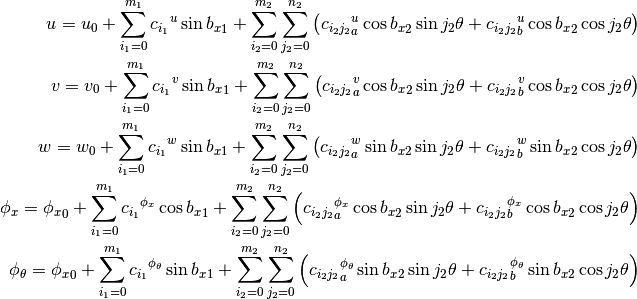 u = u_0 + \sum_{i_1=0}^{m_1} {c_{i_1}}^{u} \sin b_{x1} + \sum_{i_2=0}^{m_2} \sum_{j_2=0}^{n_2} \left( {c_{i_2 j_2}}_{a}^{u} \cos b_{x2} \sin j_2\theta + {c_{i_2 j_2}}_{b}^{u} \cos b_{x2} \cos j_2\theta \right)
v = v_0 + \sum_{i_1=0}^{m_1} {c_{i_1}}^{v} \sin b_{x1} + \sum_{i_2=0}^{m_2} \sum_{j_2=0}^{n_2} \left( {c_{i_2 j_2}}_{a}^{v} \cos b_{x2} \sin j_2\theta + {c_{i_2 j_2}}_{b}^{v} \cos b_{x2} \cos j_2\theta \right)
w = w_0 + \sum_{i_1=0}^{m_1} {c_{i_1}}^{w} \sin b_{x1} + \sum_{i_2=0}^{m_2} \sum_{j_2=0}^{n_2} \left( {c_{i_2 j_2}}_{a}^{w} \sin b_{x2} \sin j_2\theta + {c_{i_2 j_2}}_{b}^{w} \sin b_{x2} \cos j_2\theta \right)
\phi_x = {\phi_x}_0 + \sum_{i_1=0}^{m_1} {c_{i_1}}^{\phi_x} \cos b_{x1} + \sum_{i_2=0}^{m_2} \sum_{j_2=0}^{n_2} \left( {c_{i_2 j_2}}_{a}^{\phi_x} \cos b_{x2} \sin j_2\theta + {c_{i_2 j_2}}_{b}^{\phi_x} \cos b_{x2} \cos j_2\theta \right)
\phi_\theta = {\phi_x}_0 + \sum_{i_1=0}^{m_1} {c_{i_1}}^{\phi_\theta} \sin b_{x1} + \sum_{i_2=0}^{m_2} \sum_{j_2=0}^{n_2} \left( {c_{i_2 j_2}}_{a}^{\phi_\theta} \sin b_{x2} \sin j_2\theta + {c_{i_2 j_2}}_{b}^{\phi_\theta} \sin b_{x2} \cos j_2\theta \right)